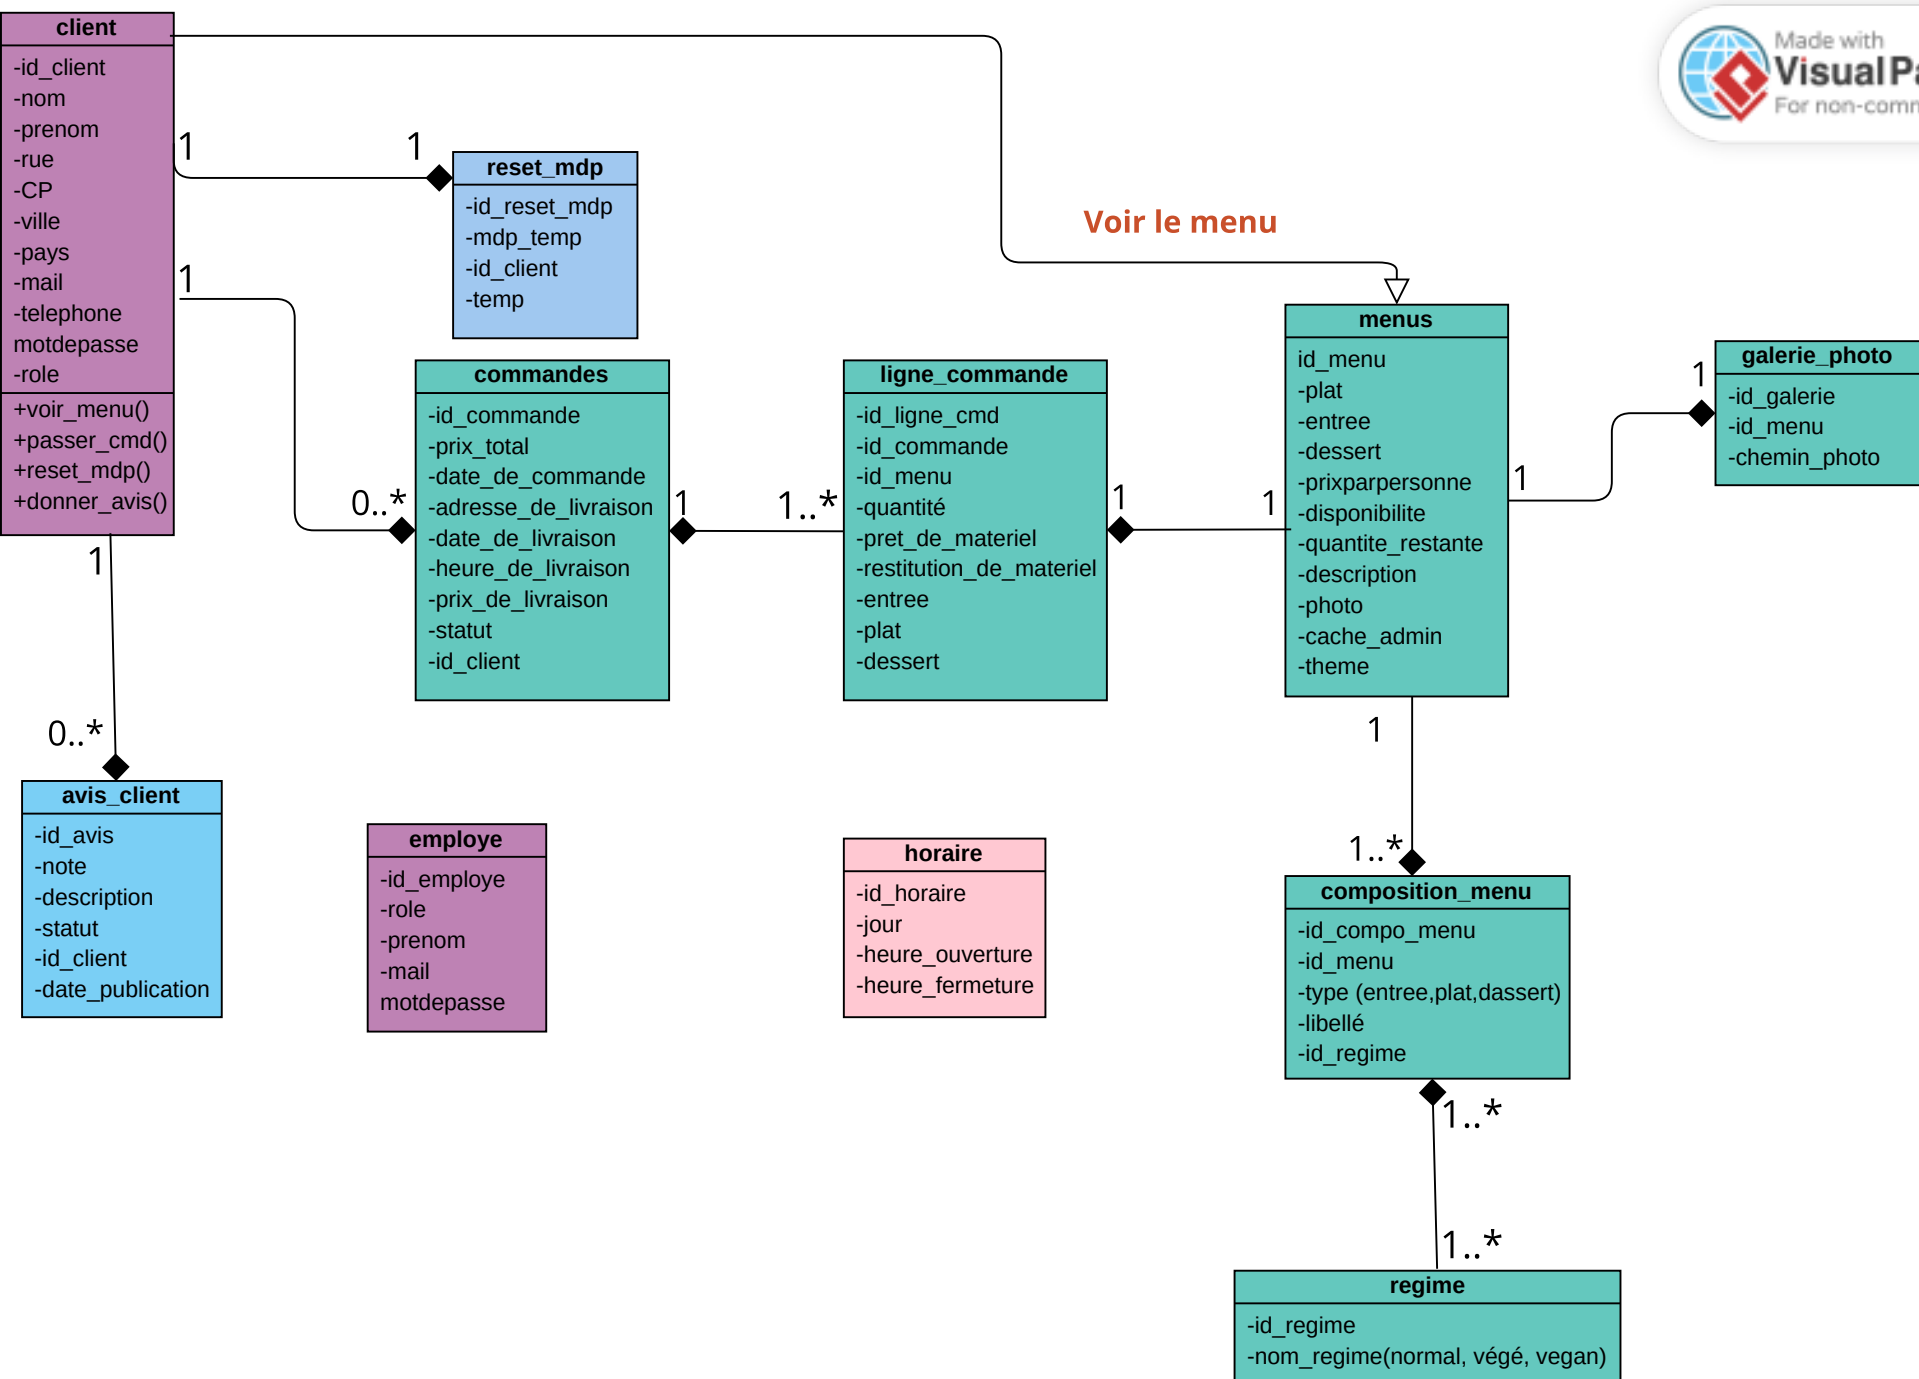 client
-id_client
-nom
-prenom
-rue
-CP
-ville
-pays
-mail
-telephone
motdepasse
-role
+voir_menu()
+passer_cmd()
+reset_mdp()
+donner_avis()
1
1
1
0..*
1
0..*
reset_mdp
-id_reset_mdp
-mdp_temp
-id_client
-temp
Voir le menu
Made with
For non-comm
commandes
-id_commande
-prix_total
-date_de_commande
-adresse_de_livraison
-date_de_livraison
-heure_de_livraison
-prix_de_livraison
-statut
-id_client
1
1..*
ligne_commande
-id_ligne_cmd
-id_commande
-id_menu
-quantité
-pret_de_materiel
-restitution_de_materiel
-entree
-plat
-dessert
1
1
menus
id_menu
-plat
-entree
-dessert
-prixparpersonne
-disponibilite
-quantite_restante
-description
-photo
-cache_admin
-theme
1
1
galerie_photo
-id_galerie
-id_menu
-chemin_photo
1
1..*
avis_client
-id_avis
-note
-description
-statut
-id_client
-date_publication
employe
-id_employe
-role
-prenom
-mail
motdepasse
horaire
-id_horaire
-jour
-heure_ouverture
-heure_fermeture
composition_menu
-id_compo_menu
-id_menu
-type (entree,plat,dassert)
-libellé
-id_regime
1..*
1..*
regime
-id_regime
-nom_regime(normal, végé, vegan)